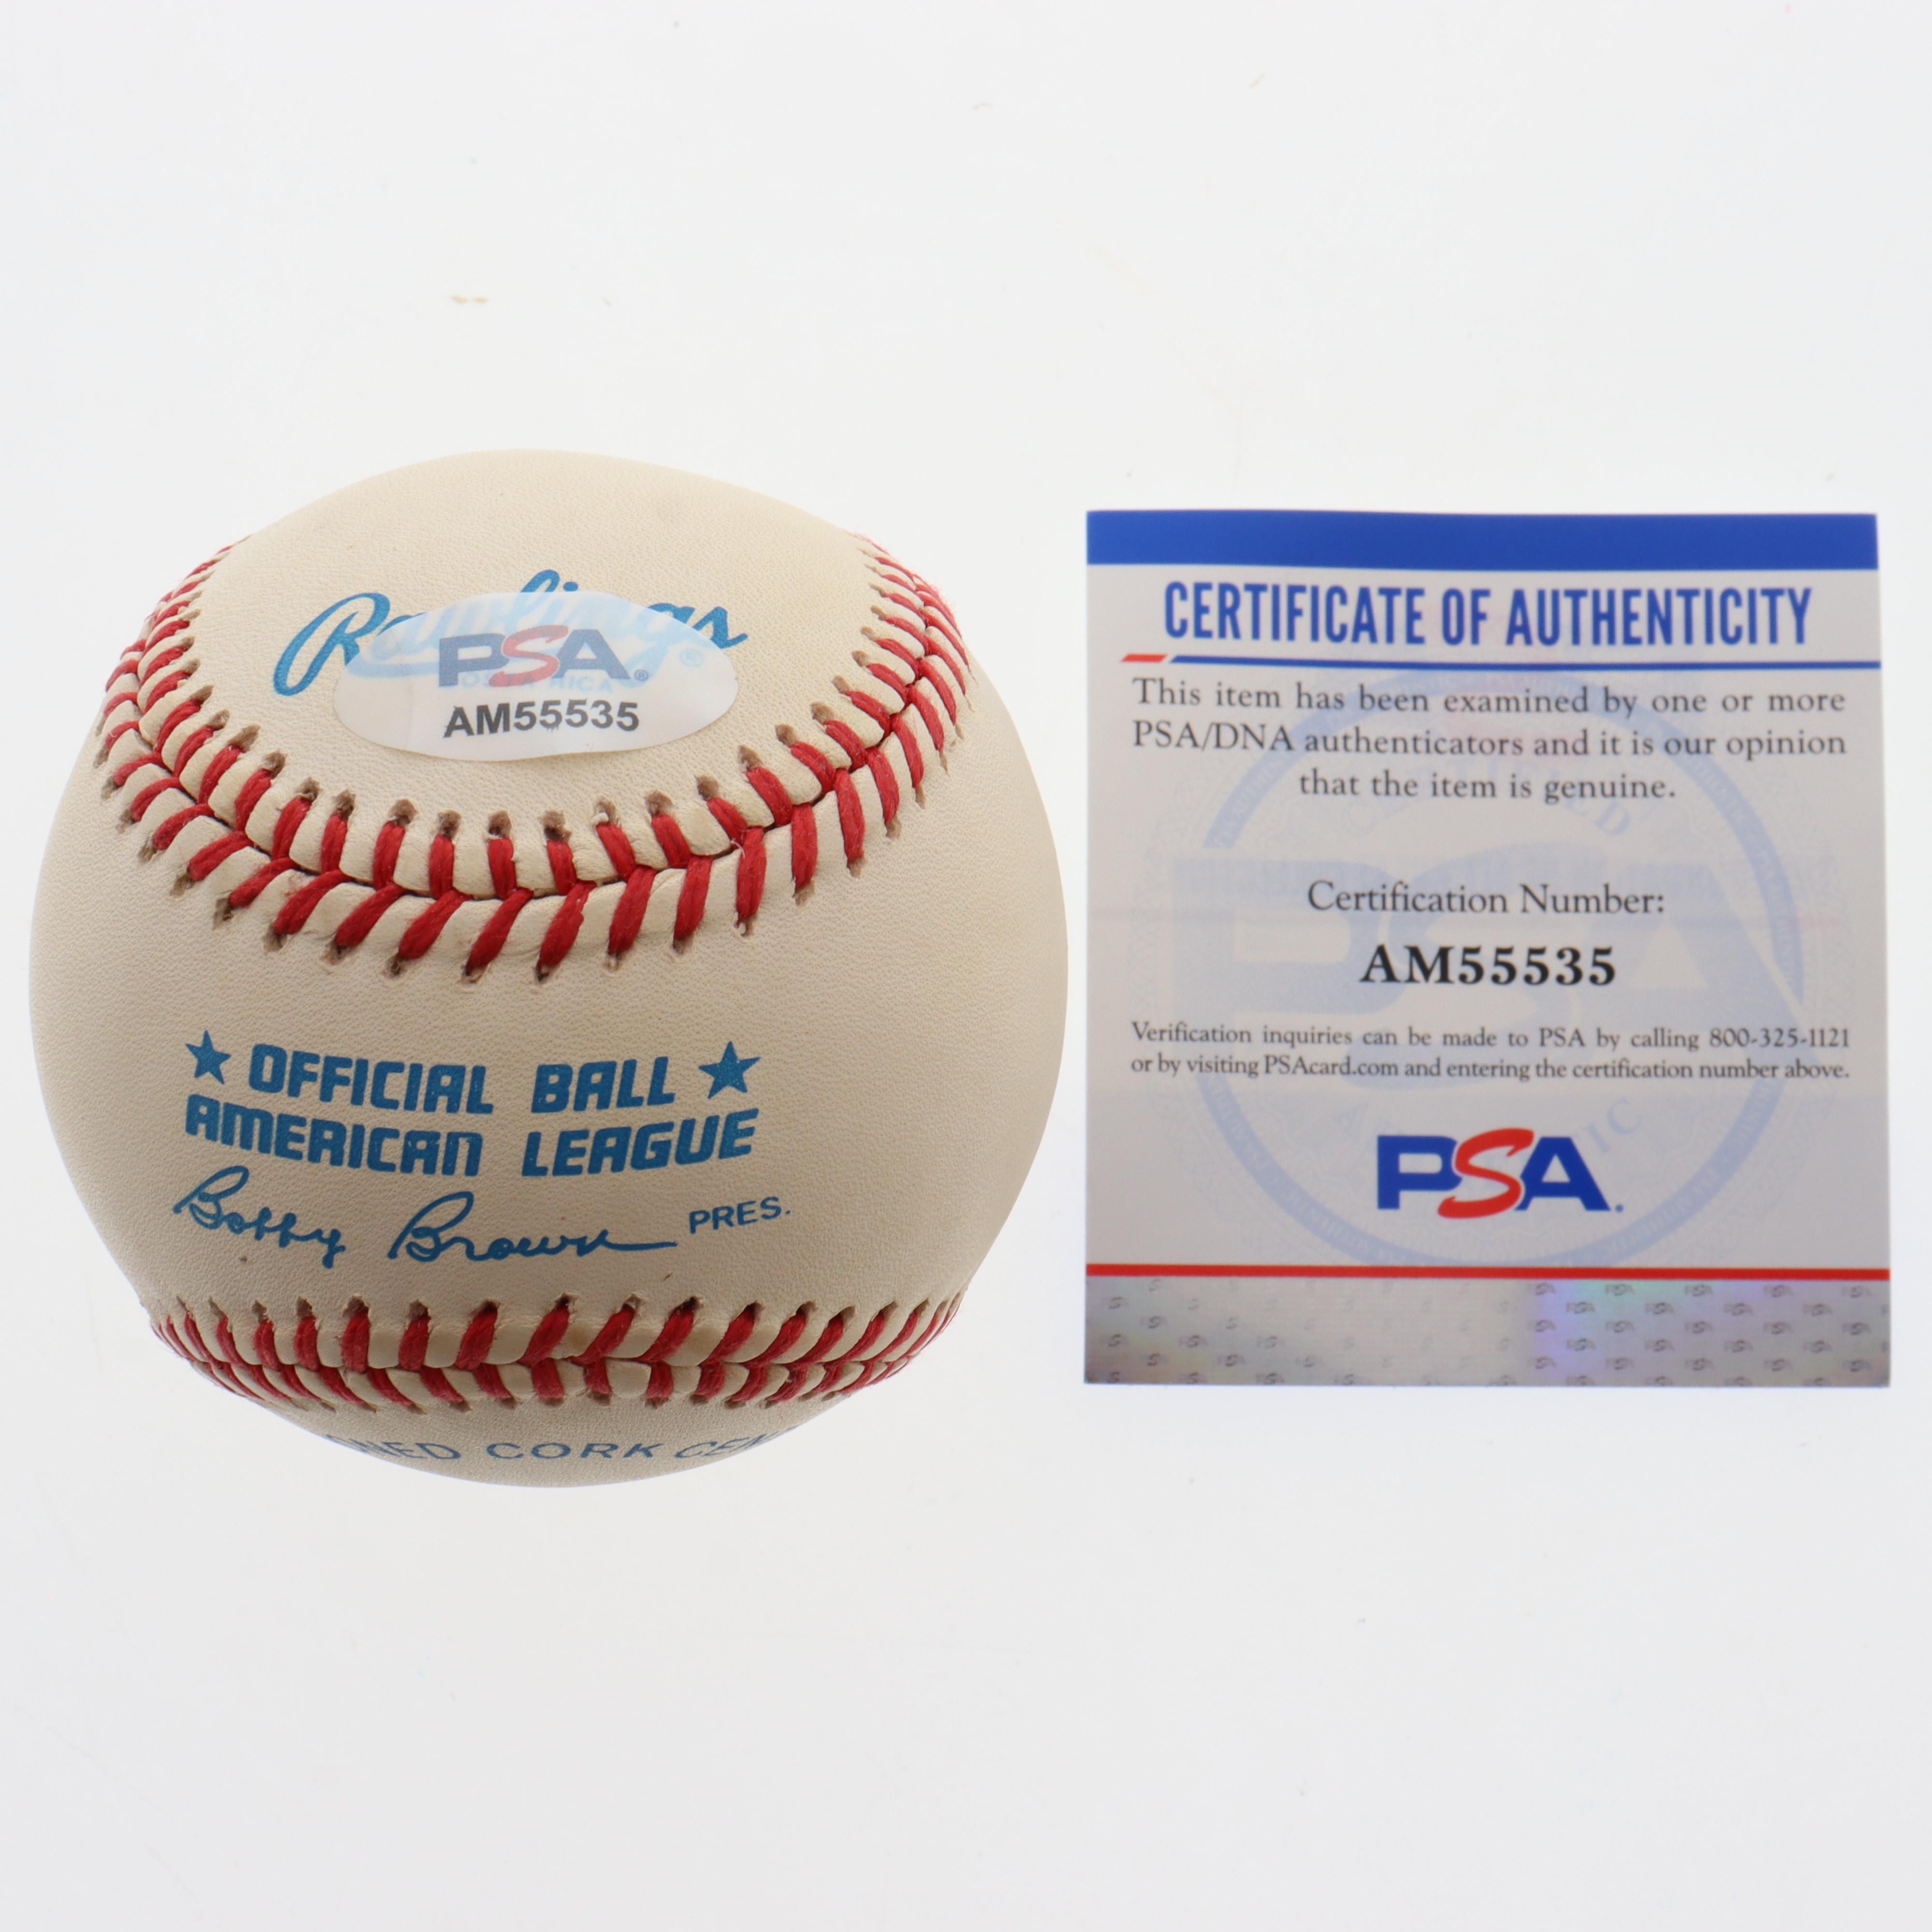 Rawlings®
PSA®
COSTA RICA
AM55535
★ OFFICIAL BALL ★
AMERICAN LEAGUE
Bobby Brown PRES.
CORK
CERTIFICATE OF AUTHENTICITY
This item has been examined by one or more
PSA/DNA authenticators and it is our opinion
that the item is genuine.
Certification Number:
AM55535
Verification inquiries can be made to PSA by calling 800-325-1121
or by visiting PSAcard.com and entering the certification number above.
PSA.